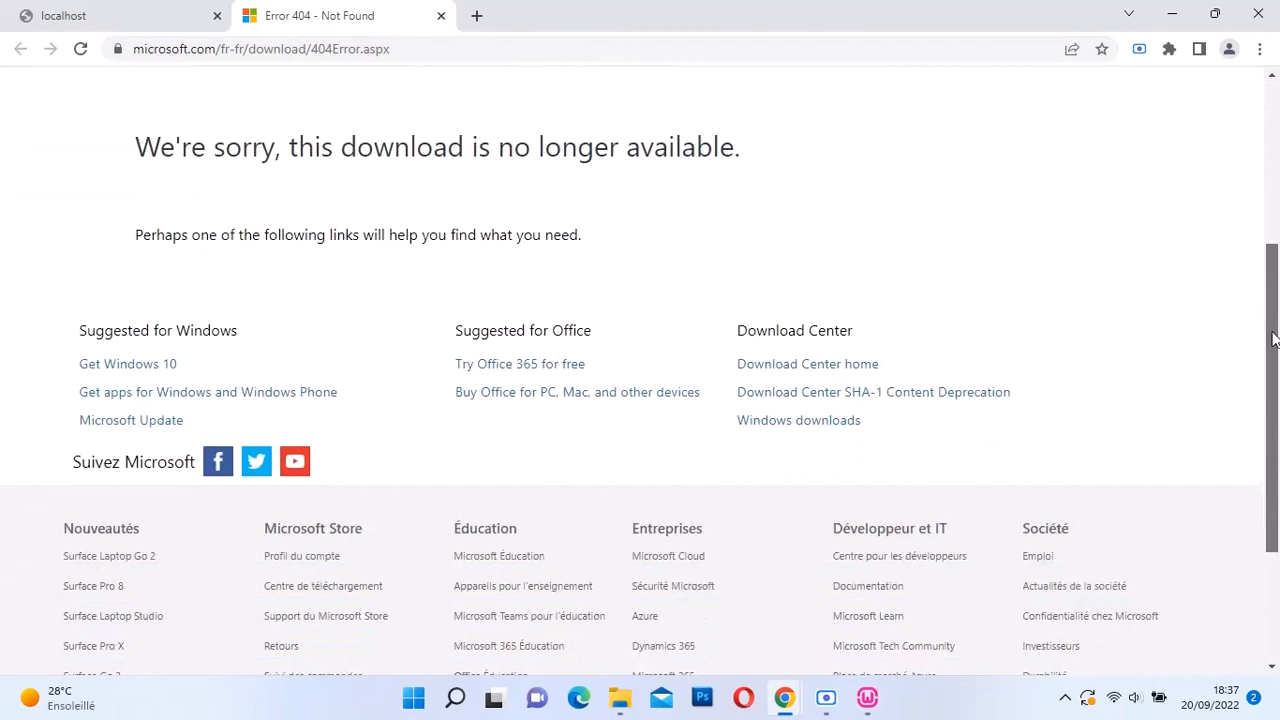 localhost
Error 404 - Not Found
microsoft.com/fr-fr/download/404Error.aspx
We're sorry, this download is no longer available.
Perhaps one of the following links will help you find what you need.
Suggested for Windows
Get Windows 10
Get apps for Windows and Windows Phone
Microsoft Update
Suggested for Office
Try Office 365 for free
Buy Office for PC, Mac, and other devices
Download Center
Download Center home
Download Center SHA-1 Content Deprecation
Windows downloads
Suivez Microsoft
Nouveautés
Surface Laptop Go 2
Surface Pro 8
Surface Laptop Studio
Surface Pro X
Microsoft Store
Profil du compte
Centre de téléchargement
Support du Microsoft Store
Retours
Éducation
Microsoft Éducation
Appareils pour l'enseignement
Microsoft Teams pour l'éducation
Microsoft 365 Éducation
Entreprises
Microsoft Cloud
Sécurité Microsoft
Azure
Dynamics 365
Développeur et IT
Centre pour les développeurs
Documentation
Microsoft Learn
Microsoft Tech Community
Société
Emploi
Actualités de la société
Confidentialité chez Microsoft
Investisseurs
28°C
Ensoleillé
Ps
18:37
20/09/2022
2